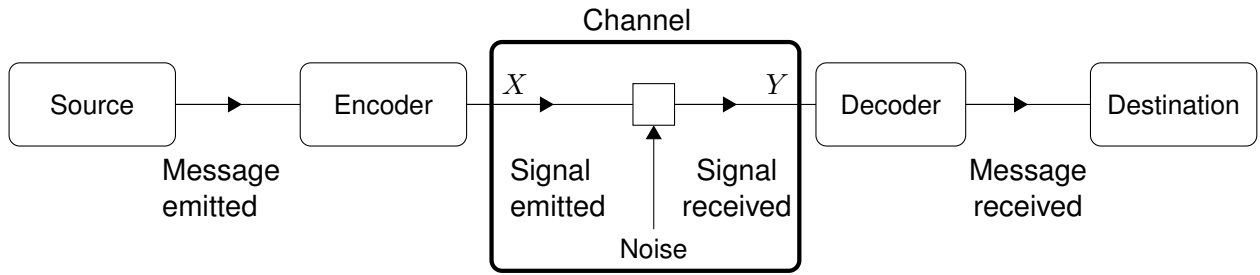 Channel
Source
Encoder
X
Y
Decoder
Destination
Message
emitted
Signal
emitted
Signal
received
Message
received
Noise